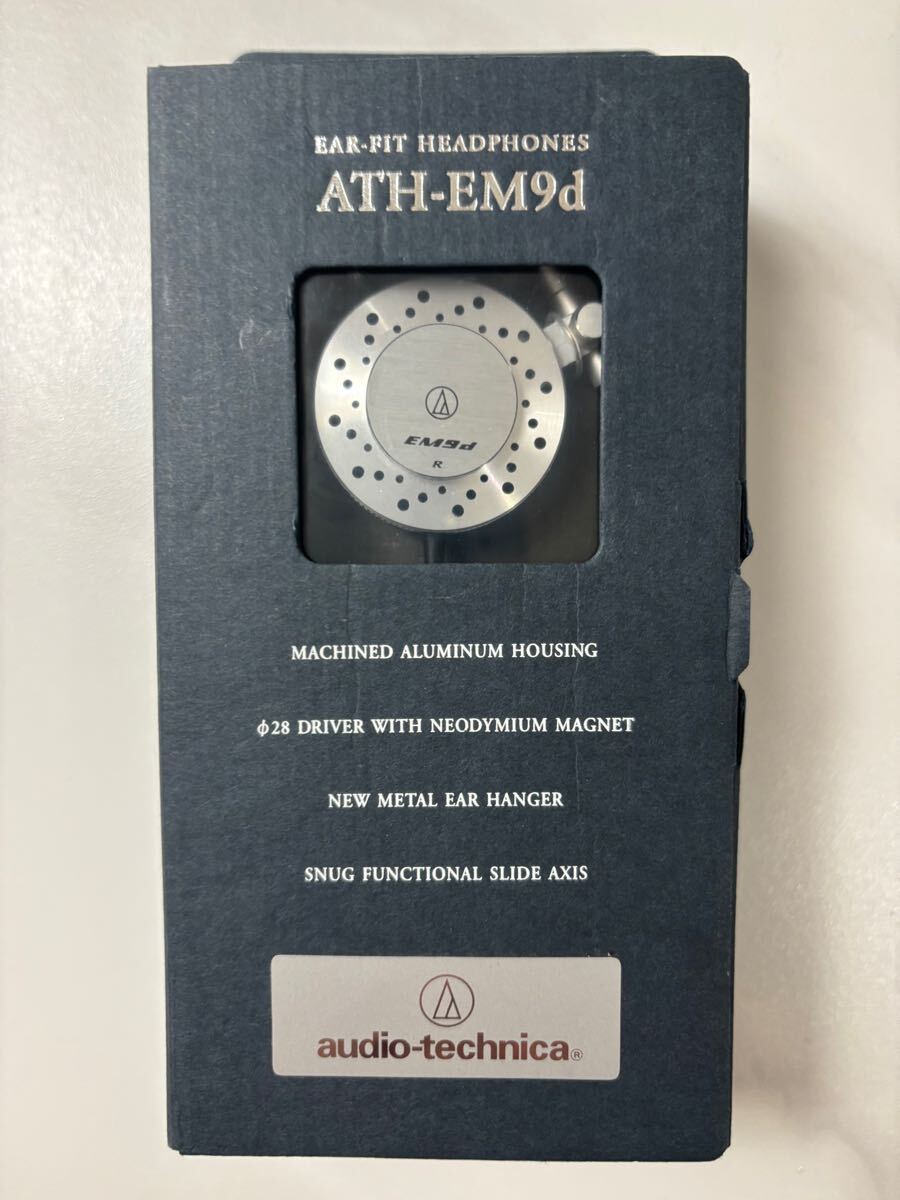 EAR-FIT HEADPHONES
ATH-EM9d
EM9d
R
MACHINED ALUMINUM HOUSING
φ28 DRIVER WITH NEODYMIUM MAGNET
NEW METAL EAR HANGER
SNUG FUNCTIONAL SLIDE AXIS
audio-technica®